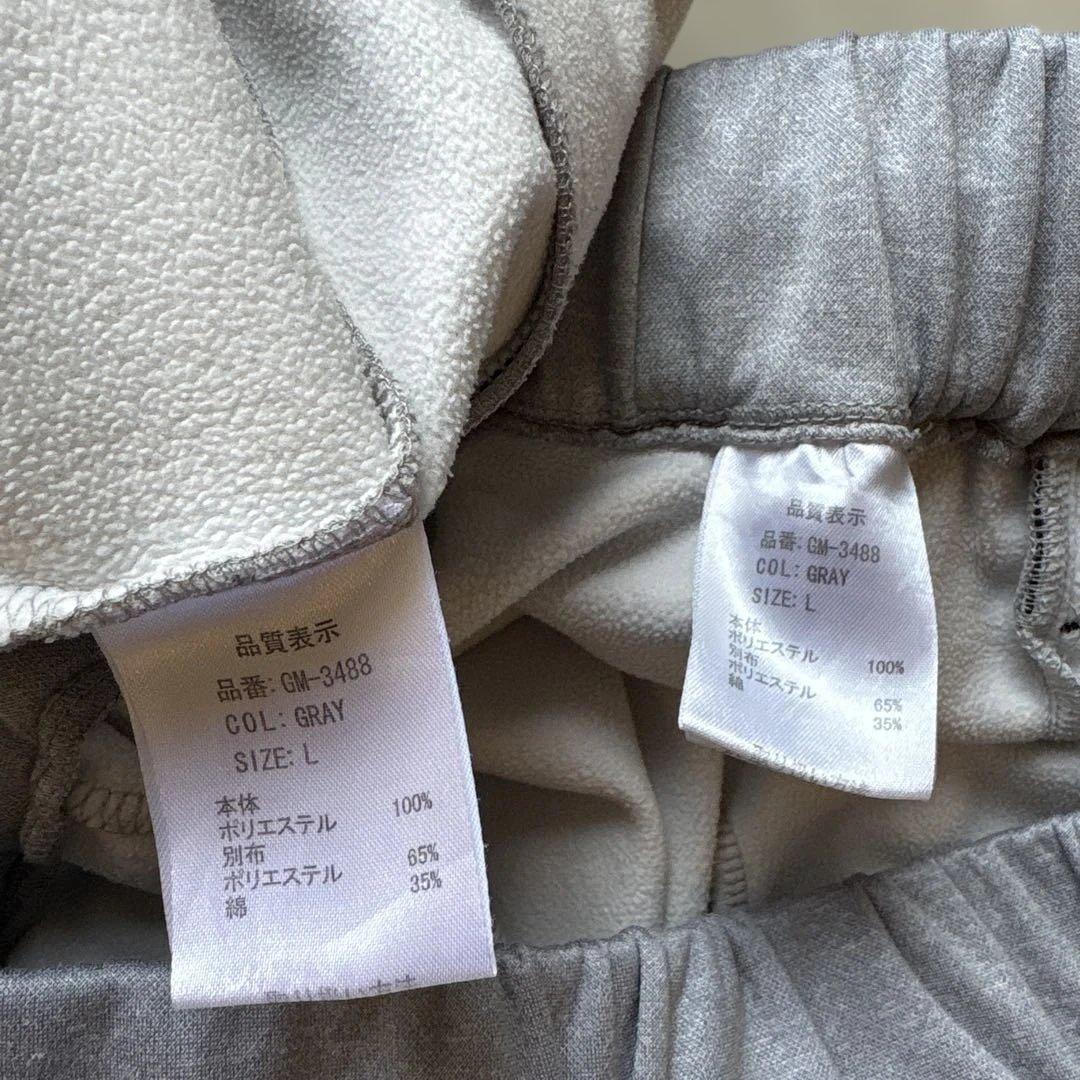 品質表示
品番:GM-3488
COL:GRAY
SIZE:L
本体
ポリエステル 100%
別布
ポリエステル 65%
綿 35%
品質表示
品番:GM-3488
COL:GRAY
SIZE:L
本体
ポリエステル 100%
別布
ポリエステル 65%
綿 35%